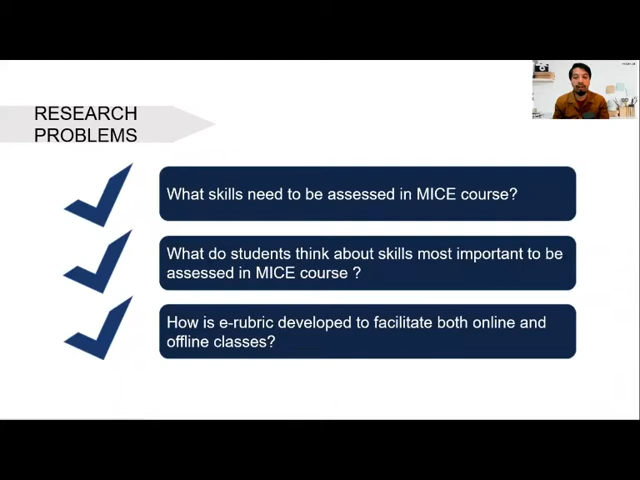 RESEARCH
PROBLEMS
What skills need to be assessed in MICE course?
What do students think about skills most important to be
assessed in MICE course ?
How is e-rubric developed to facilitate both online and
offline classes?